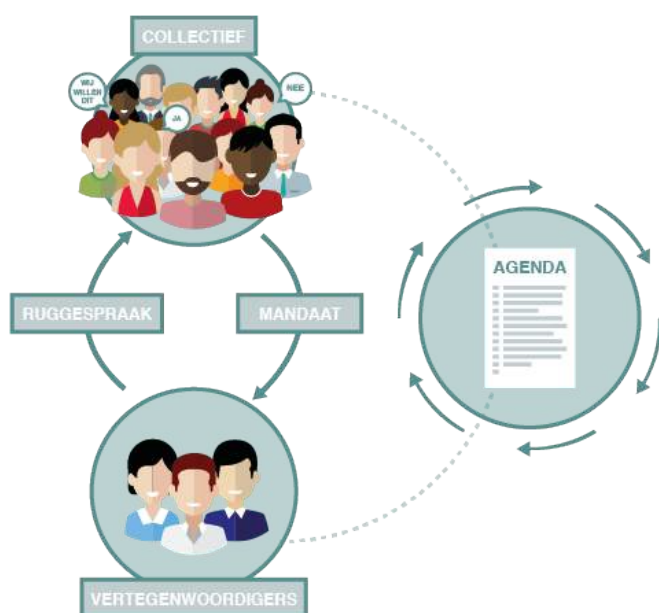 COLLECTIEF
WIJ
WILLEN
DIT
JA
NEE
AGENDA
RUGGESPRAAK
MANDAAT
VERTEGENWOORDIGERS